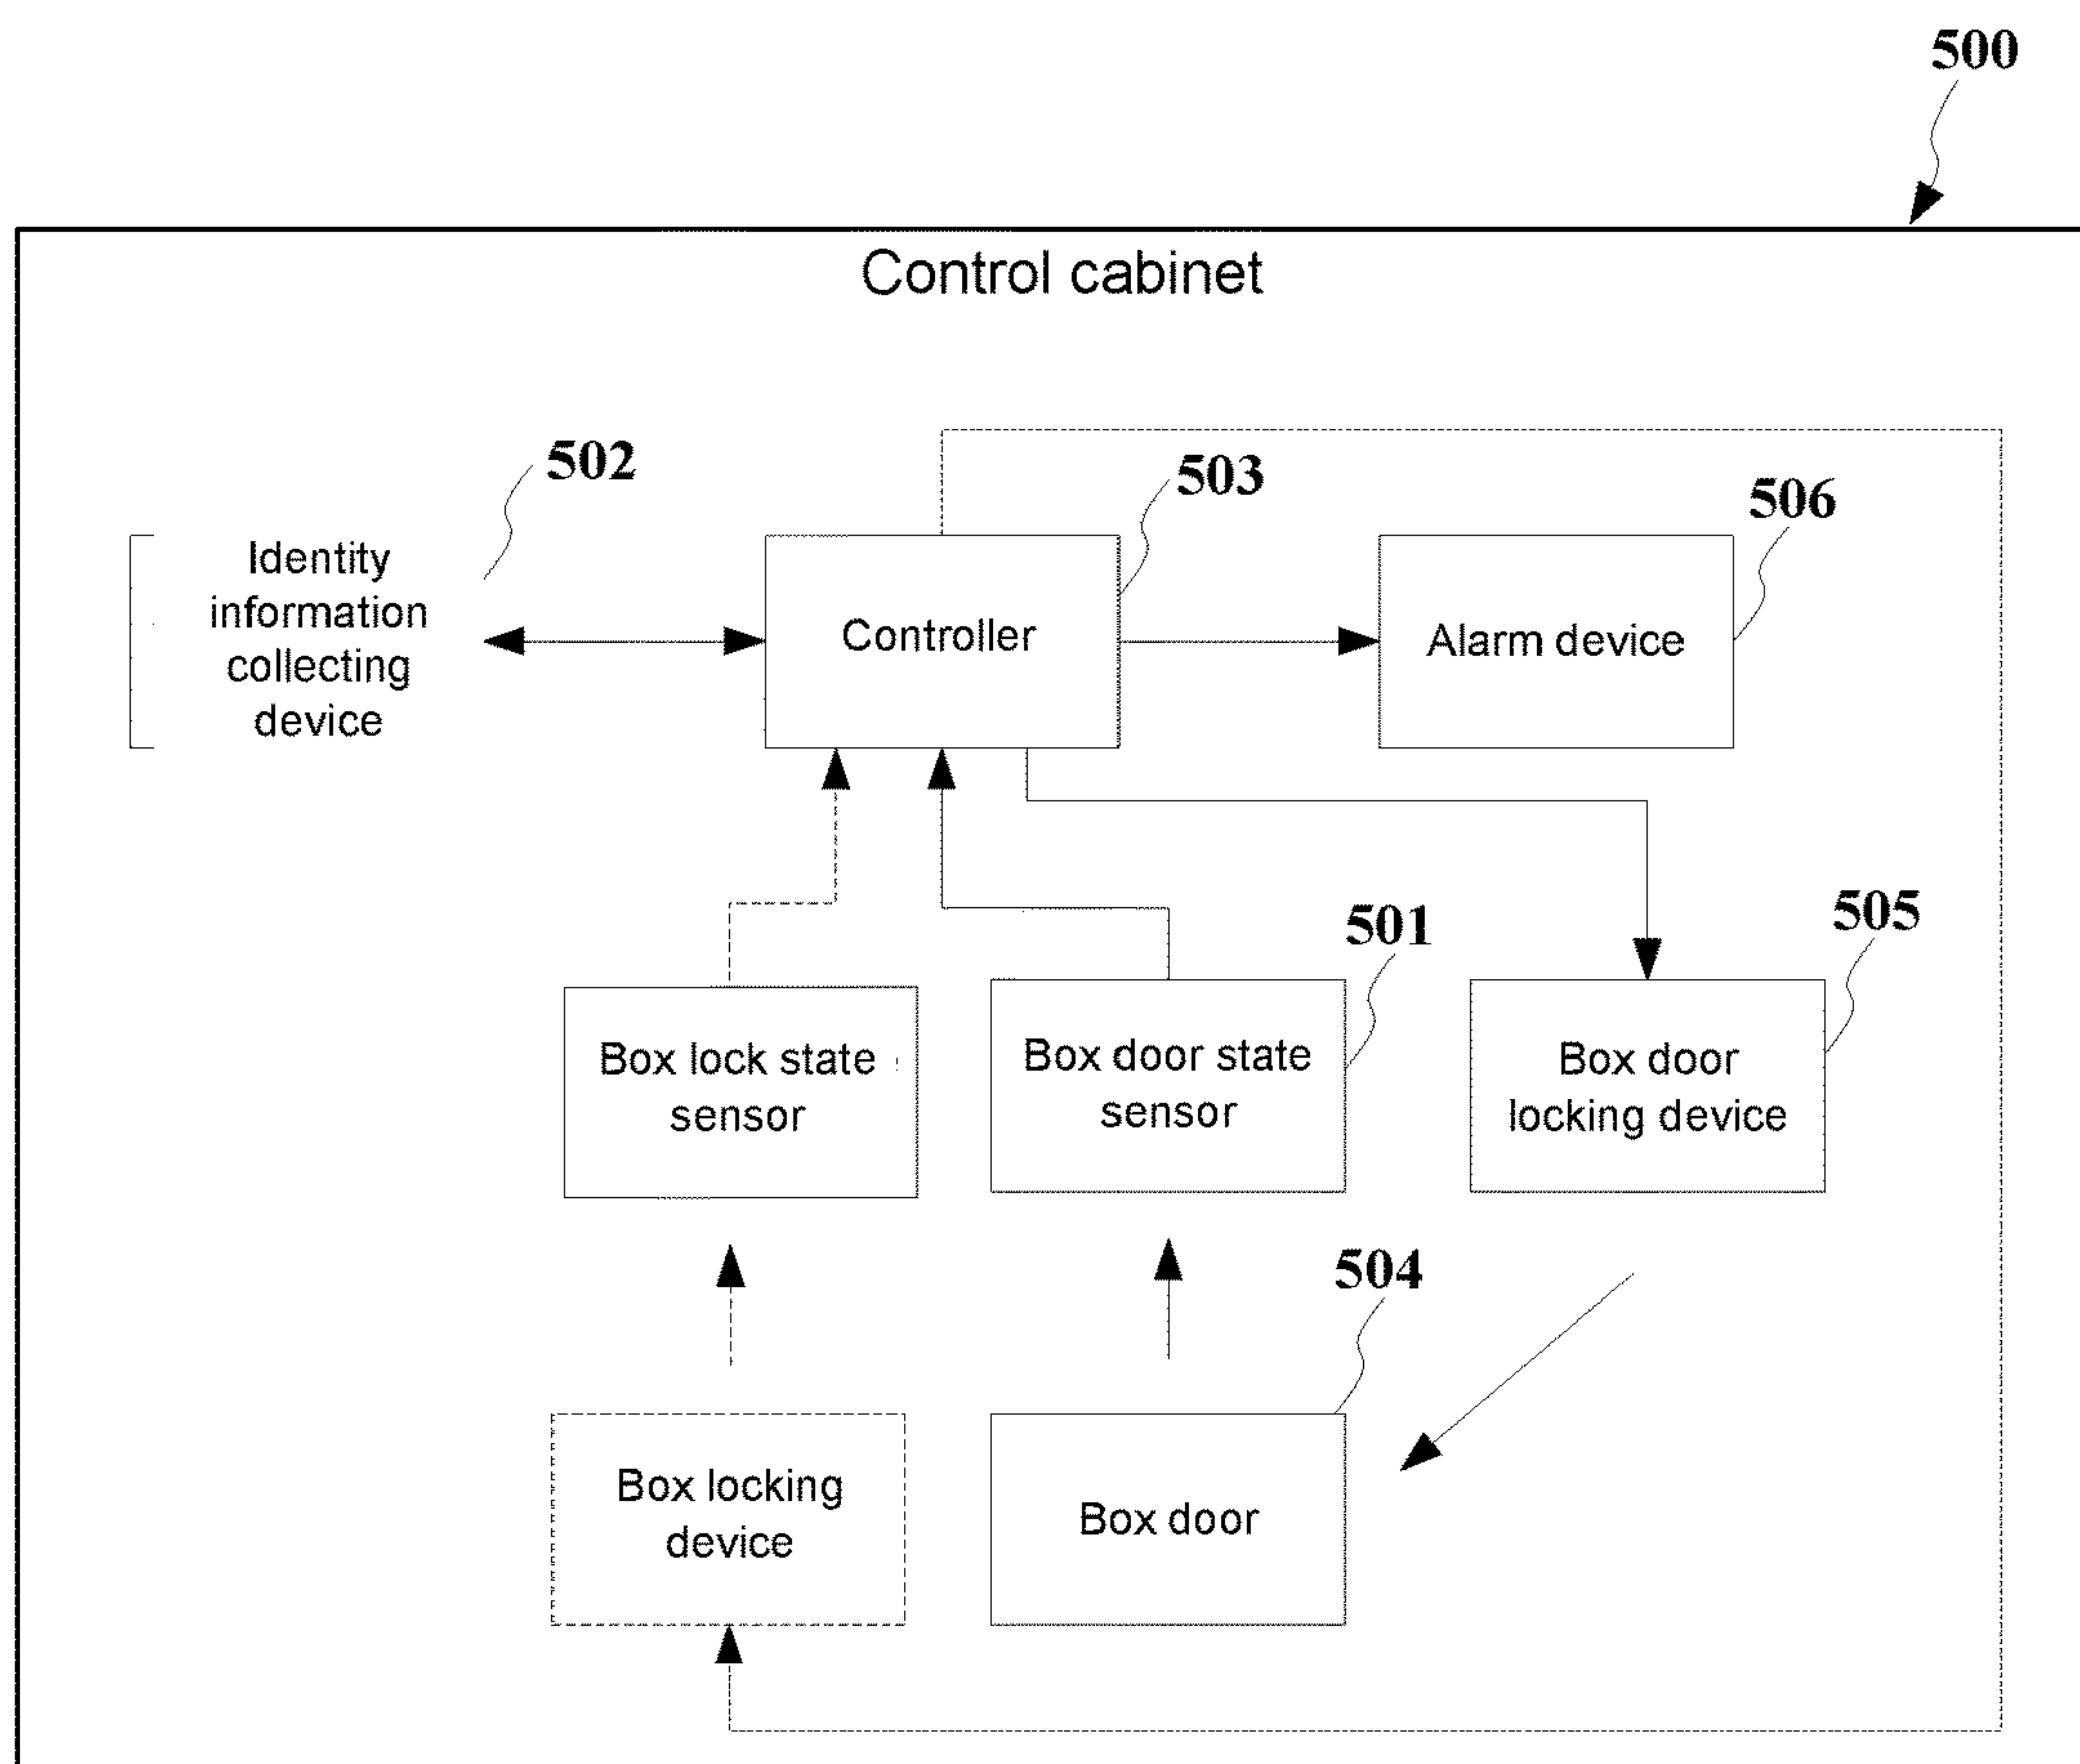 500
Control cabinet
502
503
506
Identity
information
collecting
device
Controller
Alarm device
501
505
Box lock state
sensor
Box door state
sensor
Box door
locking device
504
Box locking
device
Box door